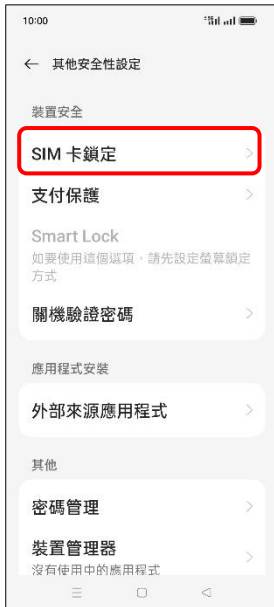 10:00
← 其他安全性設定
裝置安全
SIM 卡鎖定
支付保護
Smart Lock
如要使用這個選項，請先設定螢幕鎖定
方式
關機驗證密碼
應用程式安裝
外部來源應用程式
其他
密碼管理
裝置管理器
沒有使用中的應用程式